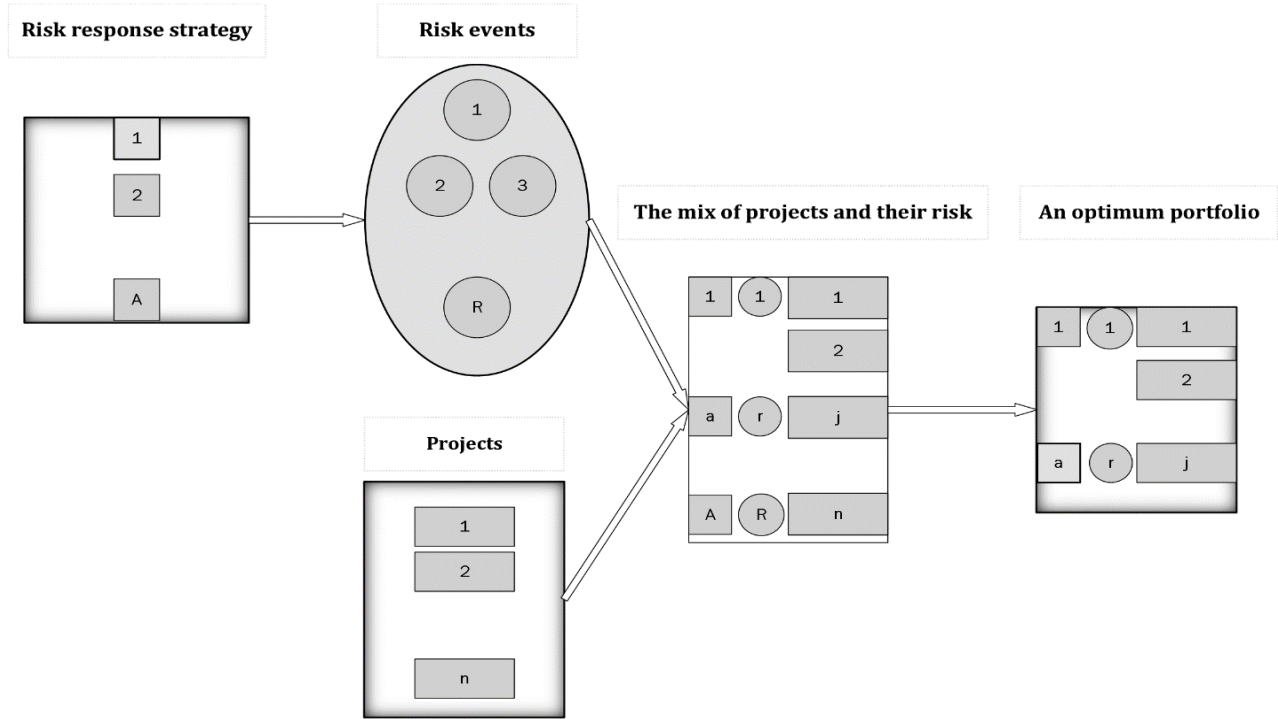 Risk response strategy
1
2
A
Risk events
1
2 3
R
Projects
1
2
n
The mix of projects and their risk
1 1 1
2
a r j
A R n
An optimum portfolio
1 1 1
2
a r j